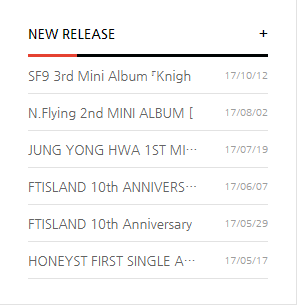 NEW RELEASE +
SF9 3rd Mini Album「Knigh 17/10/12
N.Flying 2nd MINI ALBUM [ 17/08/02
JUNG YONG HWA 1ST MI··· 17/07/19
FTISLAND 10th ANNIVERS··· 17/06/07
FTISLAND 10th Anniversary 17/05/29
HONEYST FIRST SINGLE A··· 17/05/17